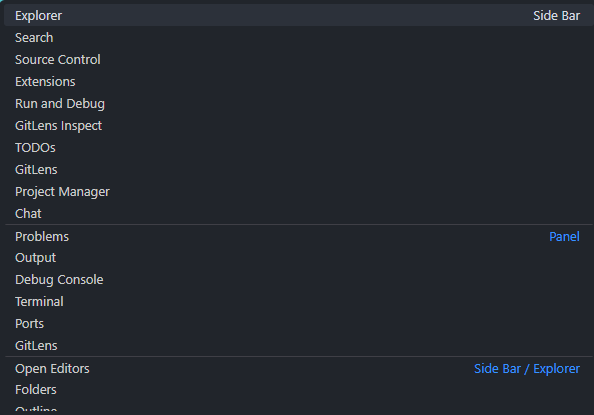 Explorer Side Bar
Search
Source Control
Extensions
Run and Debug
GitLens Inspect
TODOs
GitLens
Project Manager
Chat
Problems Panel
Output
Debug Console
Terminal
Ports
GitLens
Open Editors Side Bar / Explorer
Folders
Outline